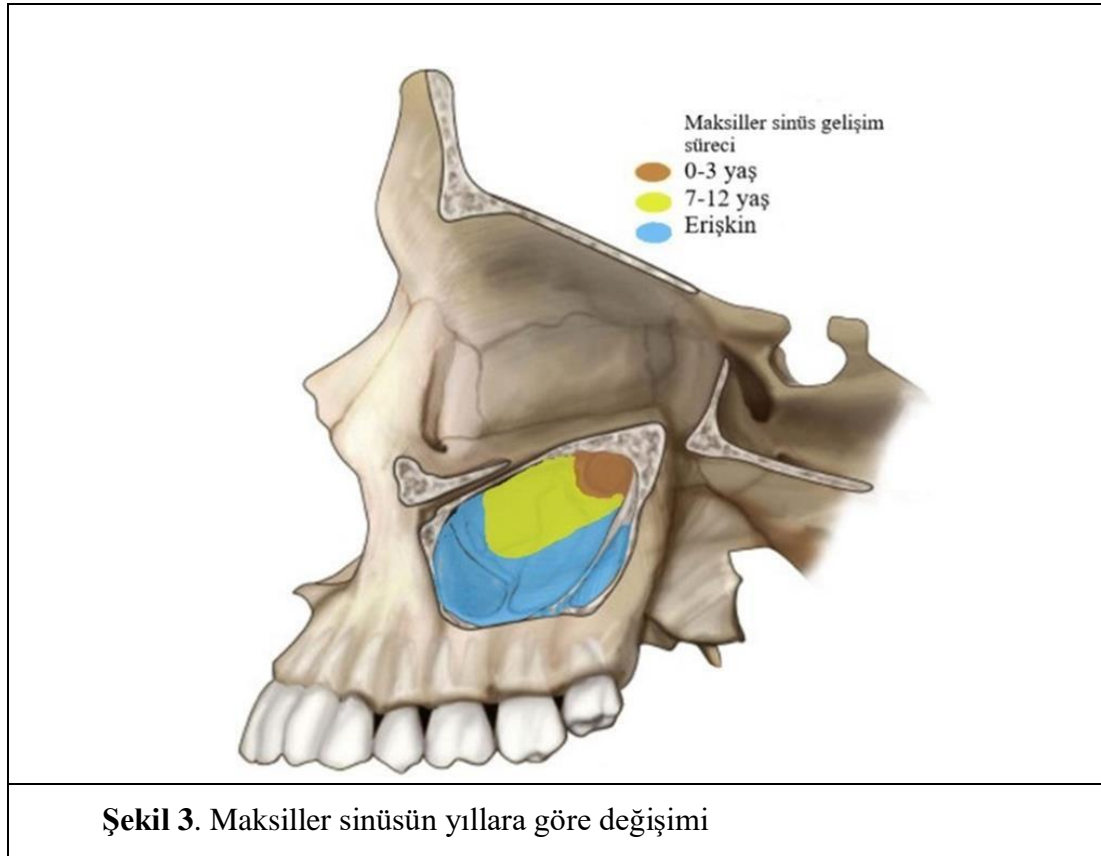 Maksiller sinüs gelişim
süreci
0-3 yaş
7-12 yaş
Erişkin
Şekil 3. Maksiller sinüsün yıllara göre değişimi